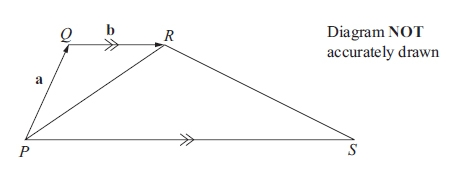 Q b R
Diagram NOT
accurately drawn
a
P S